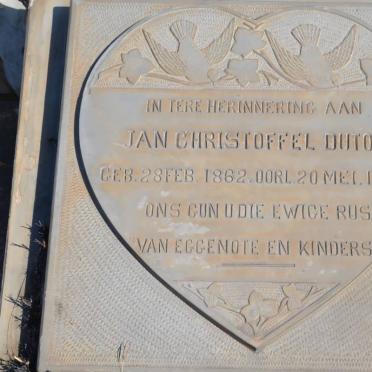 IN TERE HERINNERING AAN
JAN CHRISTOFFEL DUTO
GEB. 28 FEB. 1862. OORL. 20 MEI. 1
ONS GUN U DIE EWIGE RUS
VAN EGGENOTE EN KINDERS